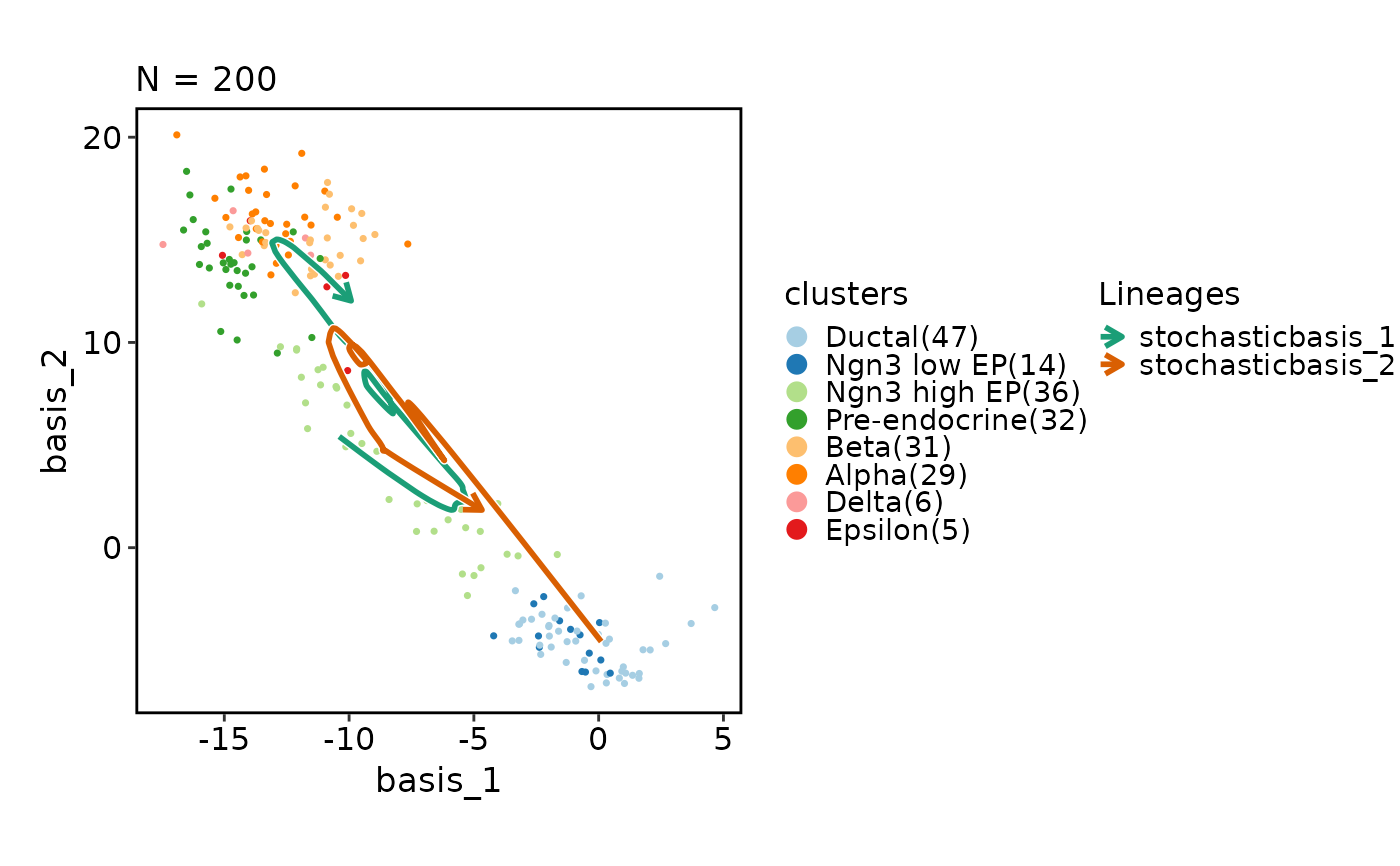 N = 200
20
10
0
basis_2
-15
-10
-5
0
5
basis_1
clusters
Ductal(47)
Ngn3 low EP(14)
Ngn3 high EP(36)
Pre-endocrine(32)
Beta(31)
Alpha(29)
Delta(6)
Epsilon(5)
Lineages
stochasticbasis_1
stochasticbasis_2